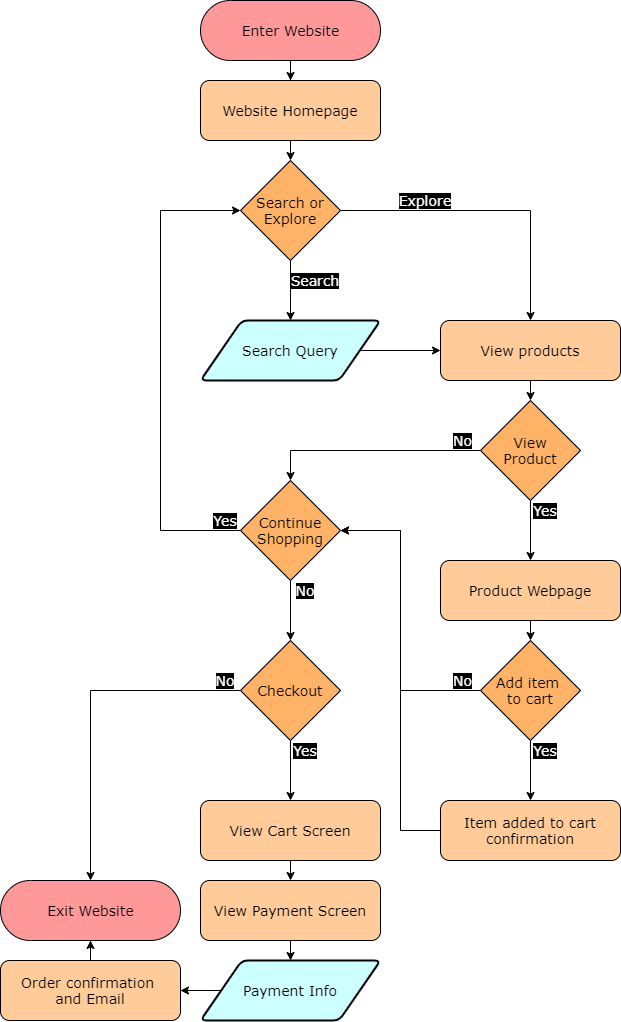 Enter Website
Website Homepage
Search or
Explore
Explore
Search
Search Query
View products
View
Product
No
Yes
Continue
Shopping
Yes
No
Product Webpage
Add item
to cart
No
Yes
Checkout
No
Yes
Item added to cart
confirmation
View Cart Screen
View Payment Screen
Exit Website
Payment Info
Order confirmation
and Email